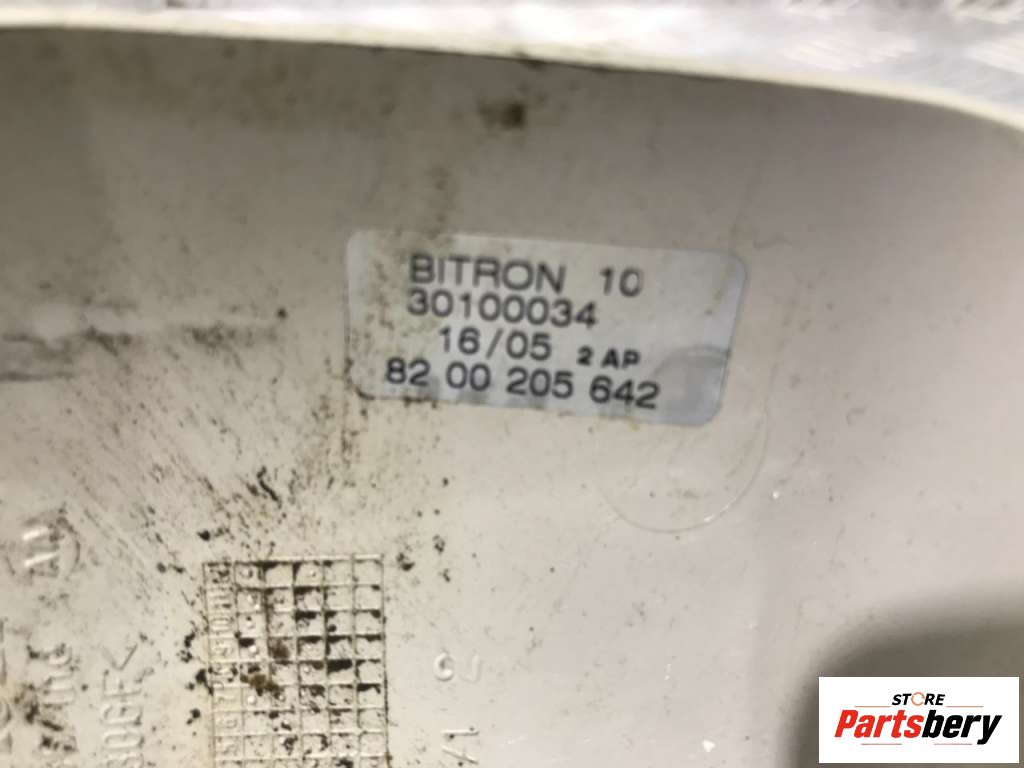 BITRON 10
30100034
16/05 2 AP
82 00 205 642
STORE
Partsbery